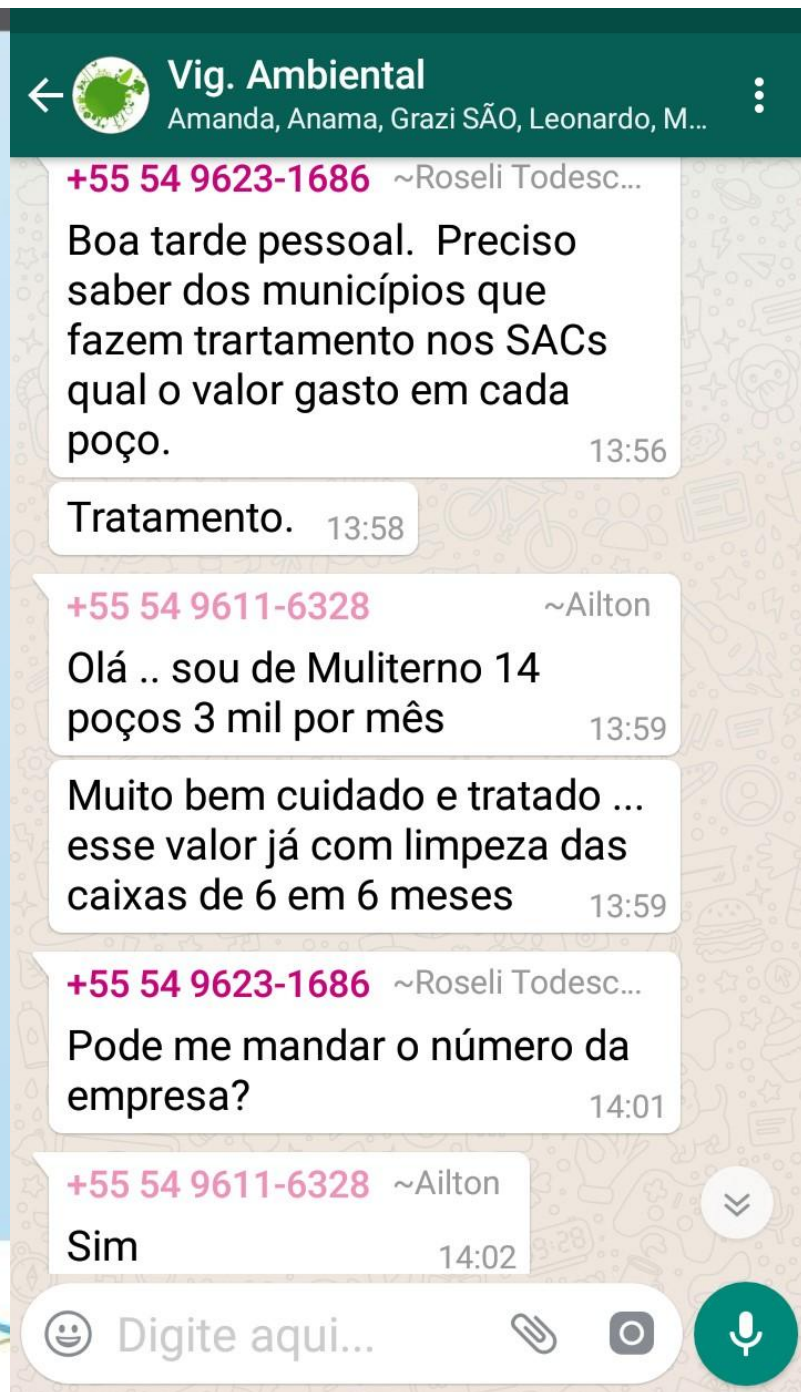 Vig. Ambiental
Amanda, Anama, Grazi SÃO, Leonardo, M...
+55 54 9623-1686 ~Roseli Todesc...
Boa tarde pessoal.  Preciso
saber dos municípios que
fazem trartamento nos SACs
qual o valor gasto em cada
poço.
13:56
Tratamento.
13:58
+55 54 9611-6328 ~Ailton
Olá .. sou de Muliterno 14
poços 3 mil por mês
13:59
Muito bem cuidado e tratado ...
esse valor já com limpeza das
caixas de 6 em 6 meses
13:59
+55 54 9623-1686 ~Roseli Todesc...
Pode me mandar o número da
empresa?
14:01
+55 54 9611-6328 ~Ailton
Sim
14:02
Digite aqui...